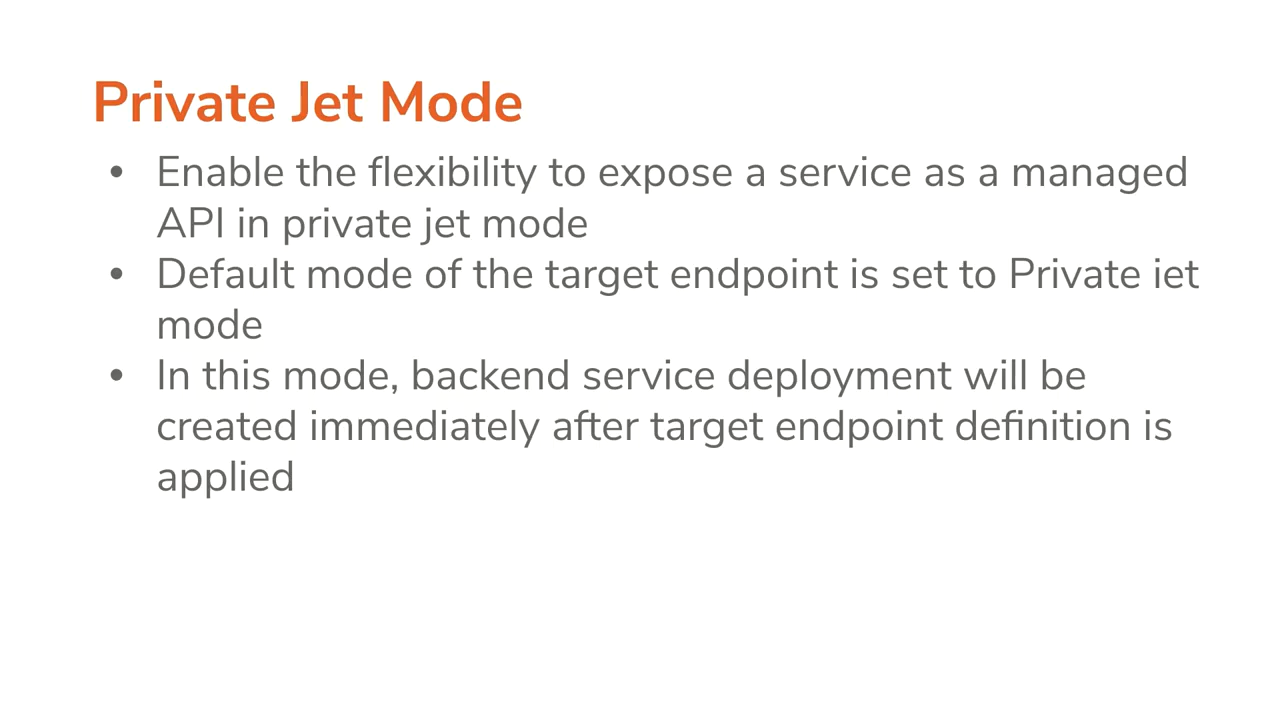 Private Jet Mode
• Enable the flexibility to expose a service as a managed
API in private jet mode
• Default mode of the target endpoint is set to Private iet
mode
• In this mode, backend service deployment will be
created immediately after target endpoint definition is
applied